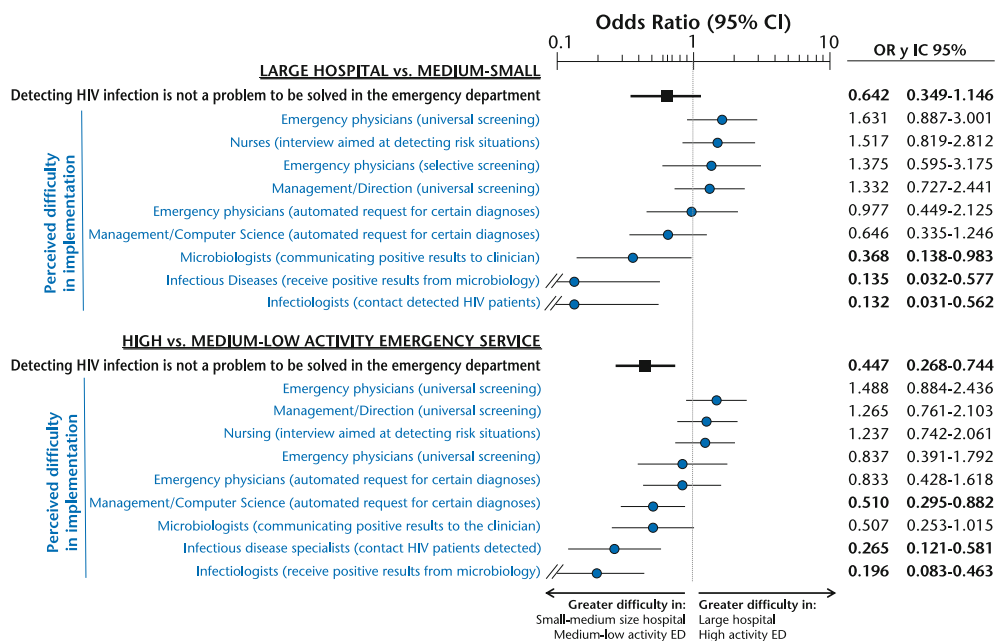 Odds Ratio (95% CI)
0.1 1 10
OR y IC 95%
LARGE HOSPITAL vs. MEDIUM-SMALL
Detecting HIV infection is not a problem to be solved in the emergency department 0.642 0.349-1.146
Perceived difficulty
in implementation
Emergency physicians (universal screening) 1.631 0.887-3.001
Nurses (interview aimed at detecting risk situations) 1.517 0.819-2.812
Emergency physicians (selective screening) 1.375 0.595-3.175
Management/Direction (universal screening) 1.332 0.727-2.441
Emergency physicians (automated request for certain diagnoses) 0.977 0.449-2.125
Management/Computer Science (automated request for certain diagnoses) 0.646 0.335-1.246
Microbiologists (communicating positive results to clinician) 0.368 0.138-0.983
Infectious Diseases (receive positive results from microbiology) 0.135 0.032-0.577
Infectiologists (contact detected HIV patients) 0.132 0.031-0.562
HIGH vs. MEDIUM-LOW ACTIVITY EMERGENCY SERVICE
Detecting HIV infection is not a problem to be solved in the emergency department 0.447 0.268-0.744
Perceived difficulty
in implementation
Emergency physicians (universal screening) 1.488 0.884-2.436
Management/Direction (universal screening) 1.265 0.761-2.103
Nursing (interview aimed at detecting risk situations) 1.237 0.742-2.061
Emergency physicians (universal screening) 0.837 0.391-1.792
Emergency physicians (automated request for certain diagnoses) 0.833 0.428-1.618
Management/Computer Science (automated request for certain diagnoses) 0.510 0.295-0.882
Microbiologists (communicating positive results to the clinician) 0.507 0.253-1.015
Infectious disease specialists (contact HIV patients detected) 0.265 0.121-0.581
Infectiologists (receive positive results from microbiology) 0.196 0.083-0.463
Greater difficulty in:
Small-medium size hospital
Medium-low activity ED
Greater difficulty in:
Large hospital
High activity ED